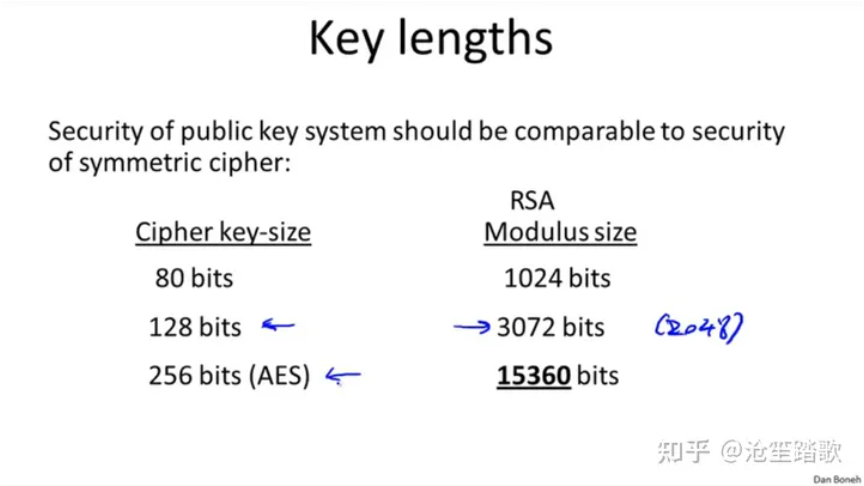 Key lengths
Security of public key system should be comparable to security
of symmetric cipher:
RSA
Cipher key-size Modulus size
80 bits 1024 bits
128 bits ← → 3072 bits (2048)
256 bits (AES) ← 15360 bits
知乎 @沧笙踏歌
Dan Boneh